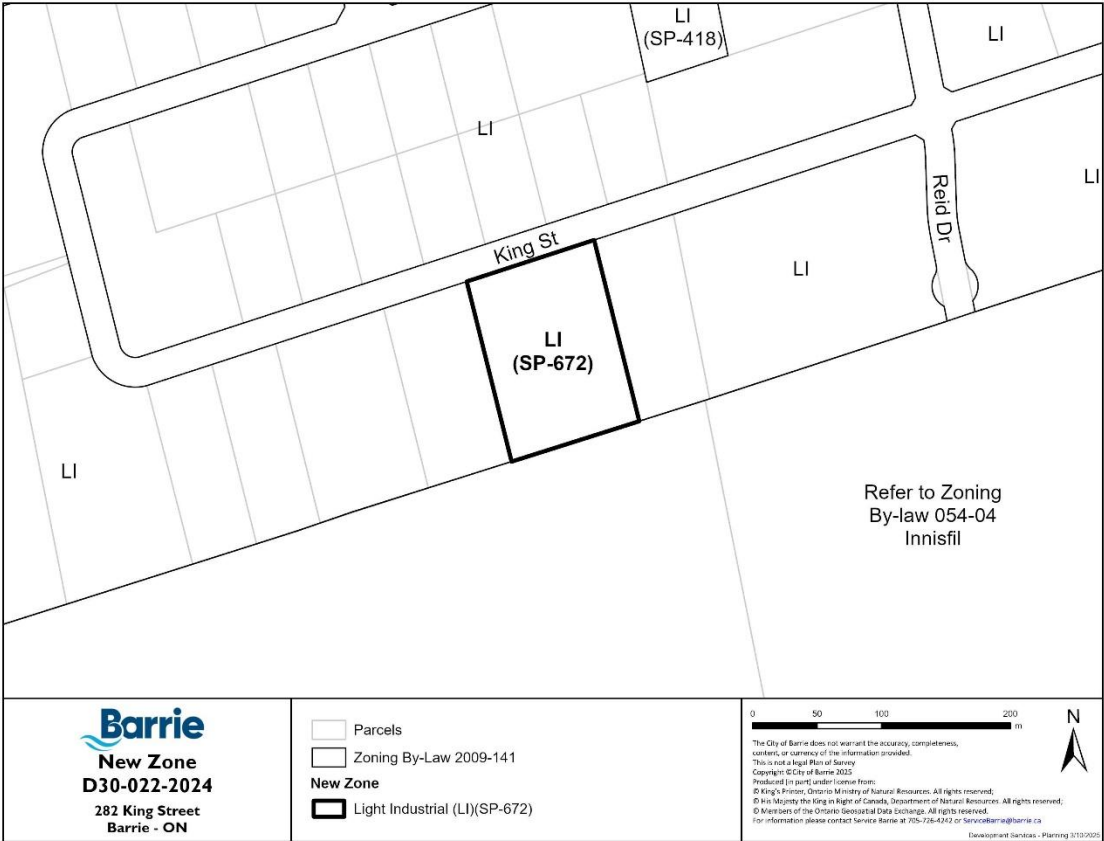 LI
(SP-418)
LI
LI
LI
Reid Dr
King St
LI
LI
(SP-672)
LI
Refer to Zoning
By-law 054-04
Innisfil
Barrie
New Zone
D30-022-2024
282 King Street
Barrie - ON
Parcels
Zoning By-Law 2009-141
New Zone
Light Industrial (LI)(SP-672)
0 50 100 200
m
N
The City of Barrie does not warrant the accuracy, completeness,
content, or currency of the information provided.
This is not a legal Plan of Survey
Copyright ©City of Barrie 2025
Produced (in part) under license from:
© King's Printer, Ontario Ministry of Natural Resources. All rights reserved;
© His Majesty the King in Right of Canada, Department of Natural Resources. All rights reserved;
© Members of the Ontario Geospatial Data Exchange. All rights reserved.
For information please contact Service Barrie at 705-726-4242 or ServiceBarrie@barrie.ca
Development Services - Planning 3/10/2025